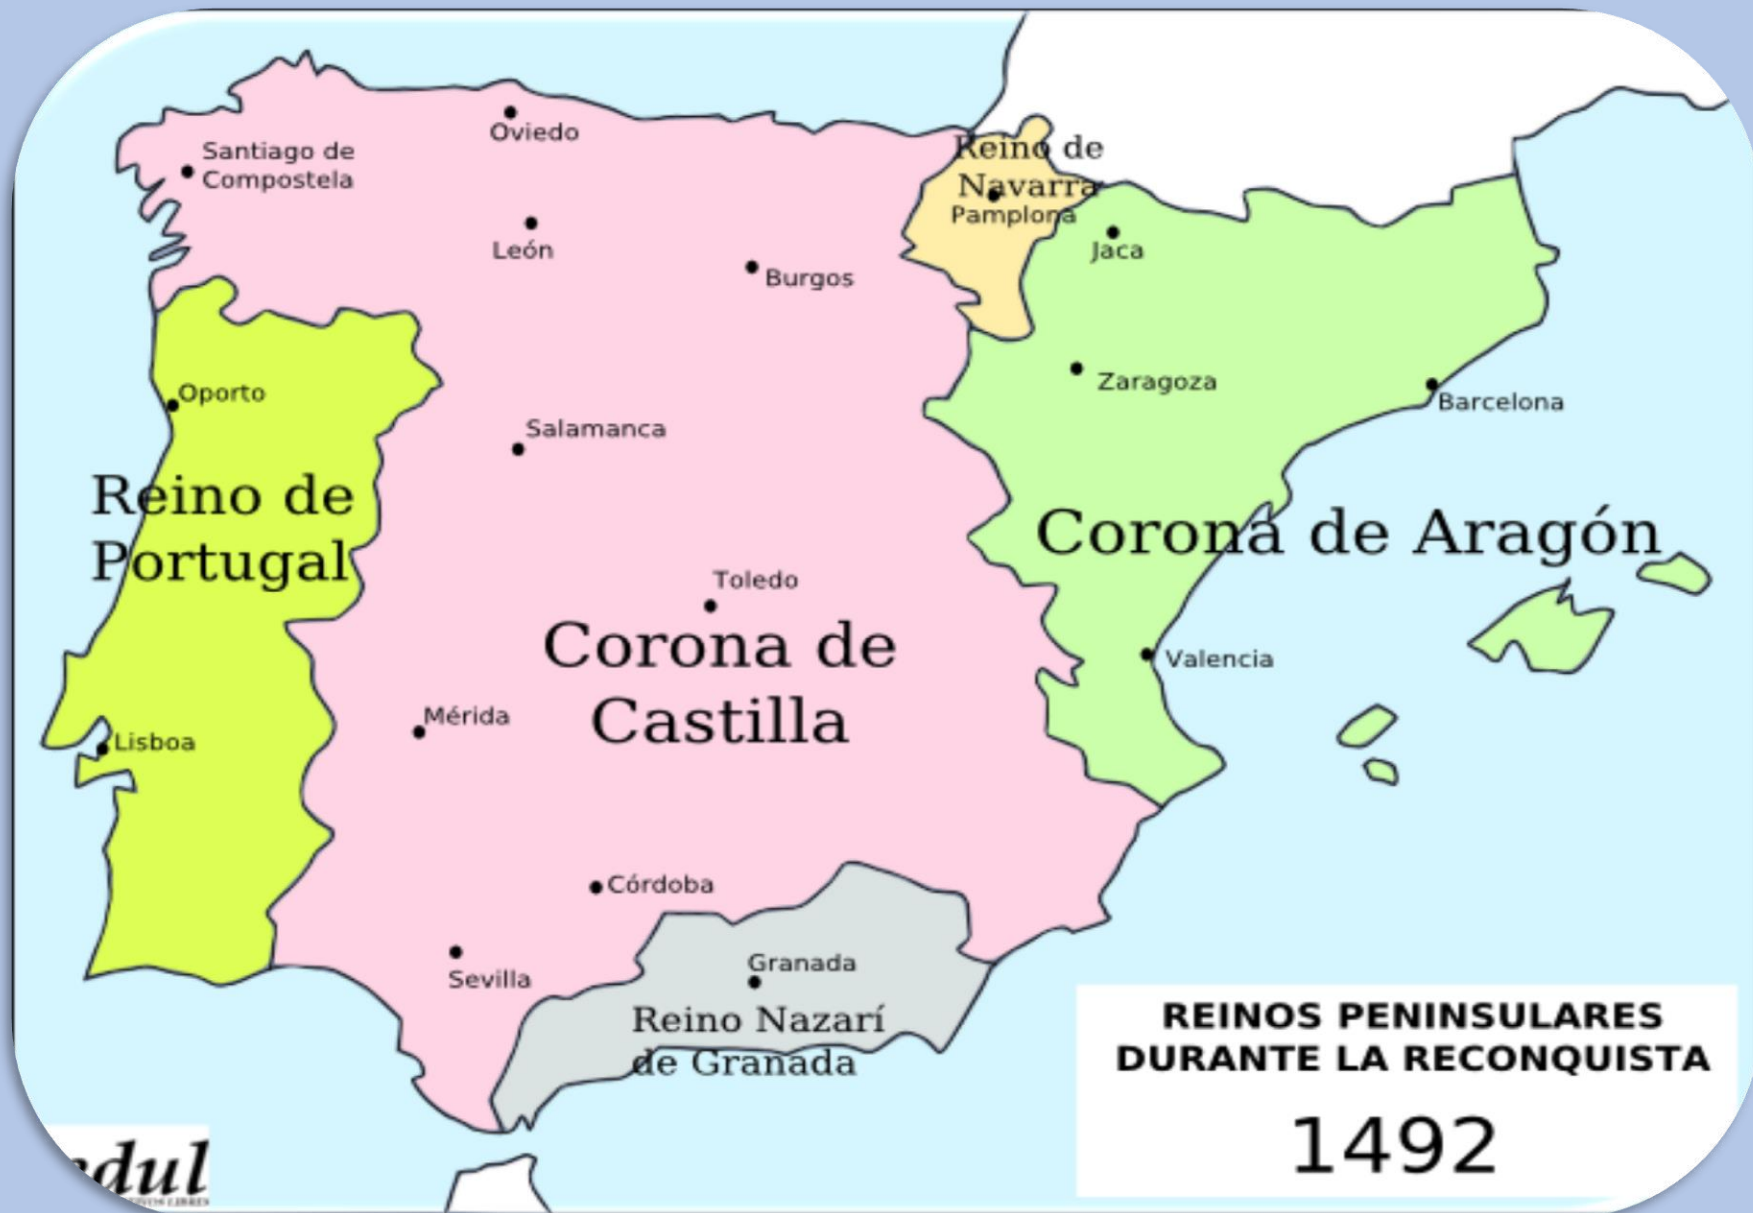 Oviedo
Santiago de
Compostela
León
Burgos
Reino de
Navarra
Pamplona
Jaca
Oporto
Zaragoza
Barcelona
Salamanca
Reino de
Portugal
Corona de Aragón
Toledo
Corona de
Castilla
Valencia
Mérida
Lisboa
Córdoba
Sevilla
Granada
Reino Nazarí
de Granada
REINOS PENINSULARES
DURANTE LA RECONQUISTA
1492
edul